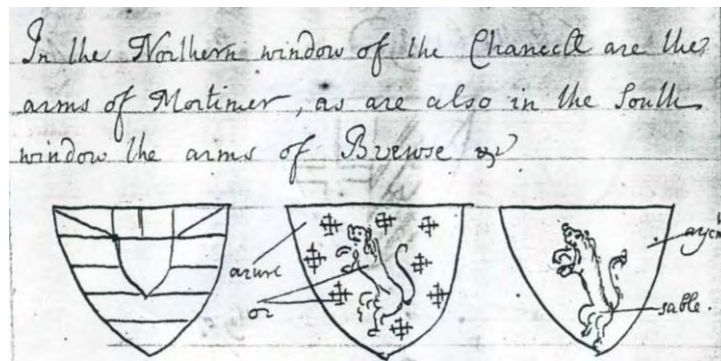 In the Northern window of the Chancell are the
arms of Mortimer, as are also in the South
window the arms of Brewse &c
azure
or
sable